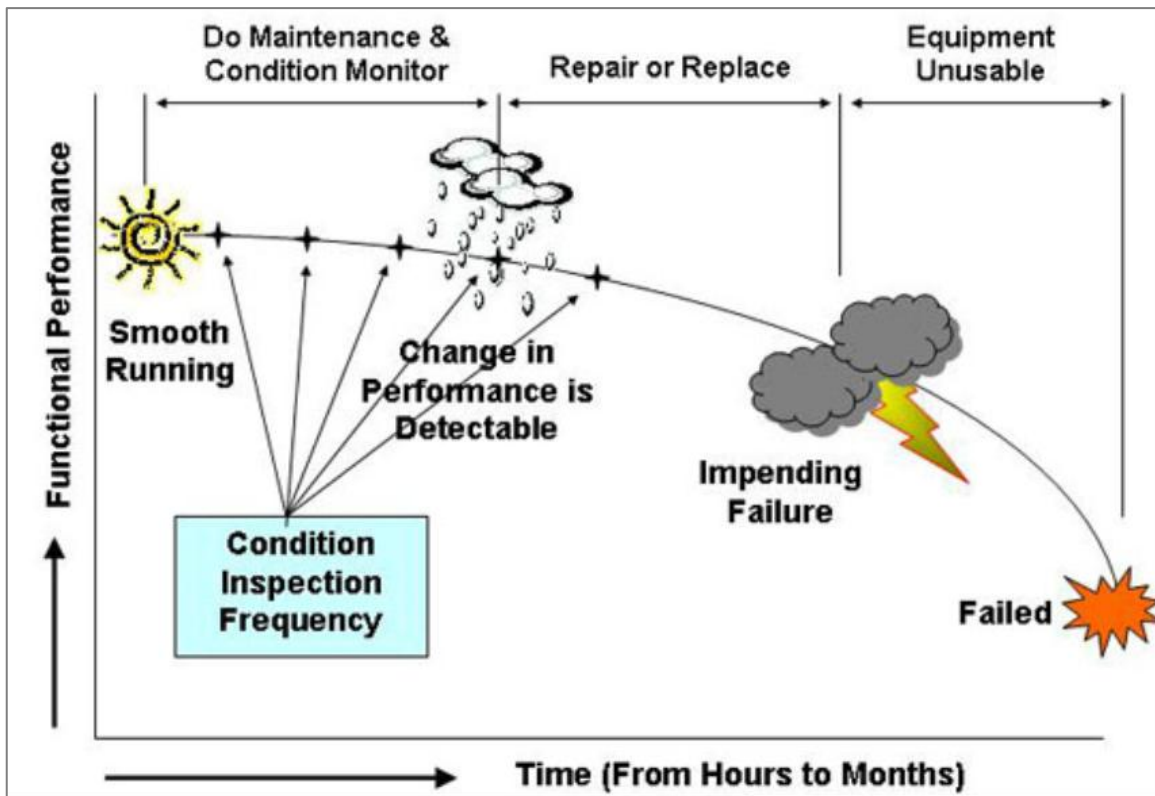 Do Maintenance &
Condition Monitor
Repair or Replace
Equipment
Unusable
Functional Performance
Smooth
Running
Change in
Performance is
Detectable
Impending
Failure
Condition
Inspection
Frequency
Failed
Time (From Hours to Months)